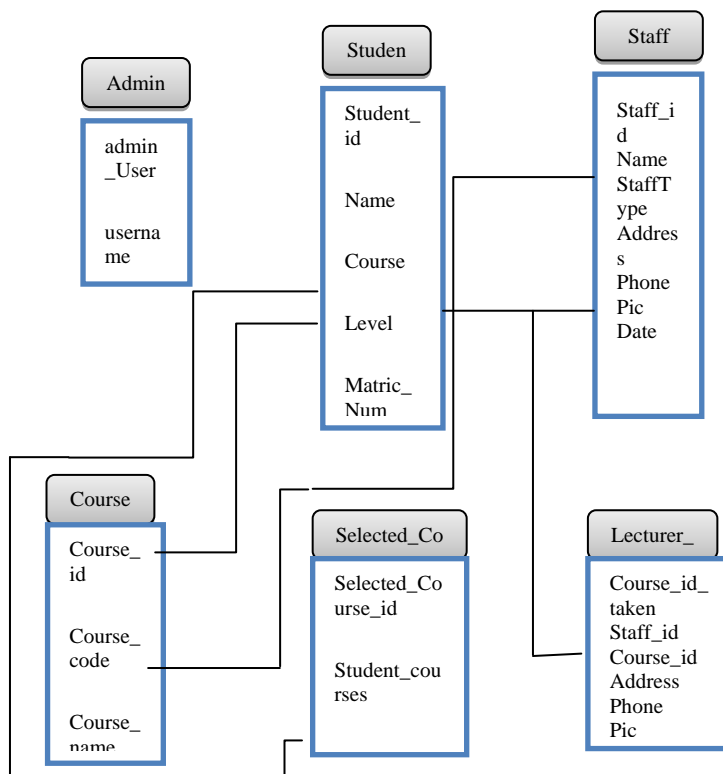 Admin
admin
_User
userna
me
Studen
Student_
id
Name
Course
Level
Matric_
Num
Staff
Staff_i
d
Name
StaffT
ype
Addres
s
Phone
Pic
Date
Course
Course_
id
Course_
code
Course_
name
Selected_Co
Selected_Co
urse_id
Student_cou
rses
Lecturer_
Course_id_
taken
Staff_id
Course_id
Address
Phone
Pic